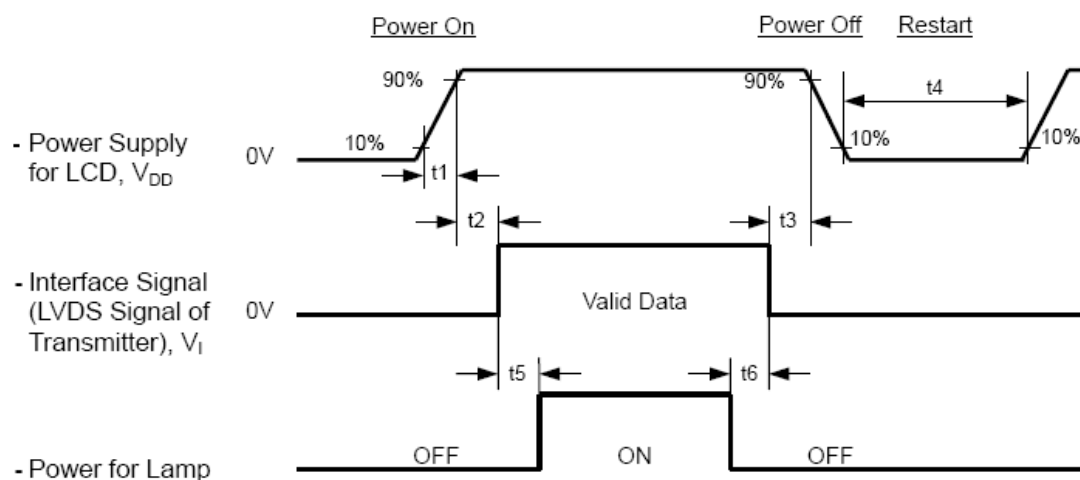 Power On
Power Off
Restart
90%
90%
t4
10%
10%
10%
- Power Supply
for LCD, VDD
0V
t1
t2
t3
- Interface Signal
(LVDS Signal of
Transmitter), VI
0V
Valid Data
t5
t6
- Power for Lamp
OFF
ON
OFF